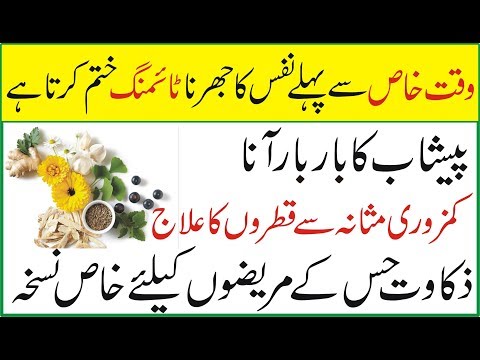 وقت خاص سے پہلے نفس کا جھرنا ٹائمنگ ختم کرتا ہے
پیشاب کا بار بار آنا
کمزوری مثانہ سے قطروں کا علاج
ذکاوت حس کے مریضوں کیلئے خاص نسخہ